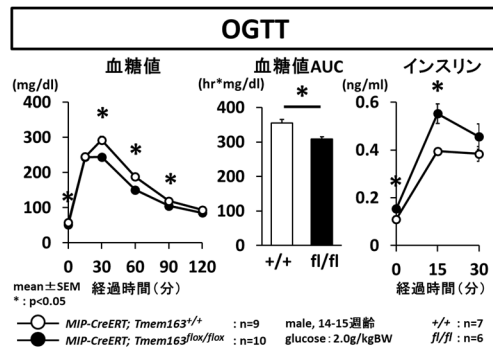 OGTT
血糖値
血糖値AUC
インスリン
(mg/dl)
(hr*mg/dl)
(ng/ml)
400
300
200
100
0
*
*
*
*
0
30
60
90
120
経過時間(分)
400
300
200
100
0
*
+/+
fl/fl
0.6
0.4
0.2
0
*
*
0
15
30
経過時間(分)
mean±SEM
* : p<0.05
MIP-CreERT; Tmem163+/+ : n=9
MIP-CreERT; Tmem163flox/flox : n=10
male, 14-15週齢
glucose:2.0g/kgBW
+/+ : n=7
fl/fl : n=6